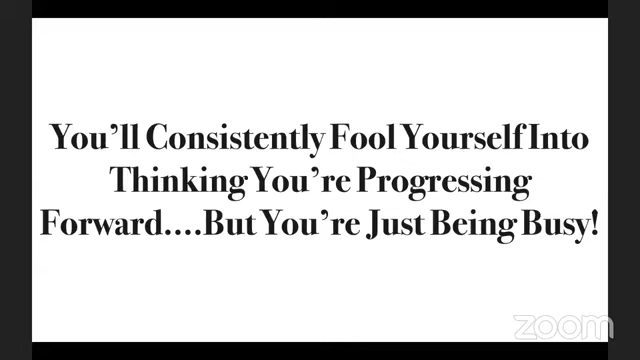 You'll Consistently Fool Yourself Into
Thinking You're Progressing
Forward....But You're Just Being Busy!
zoom